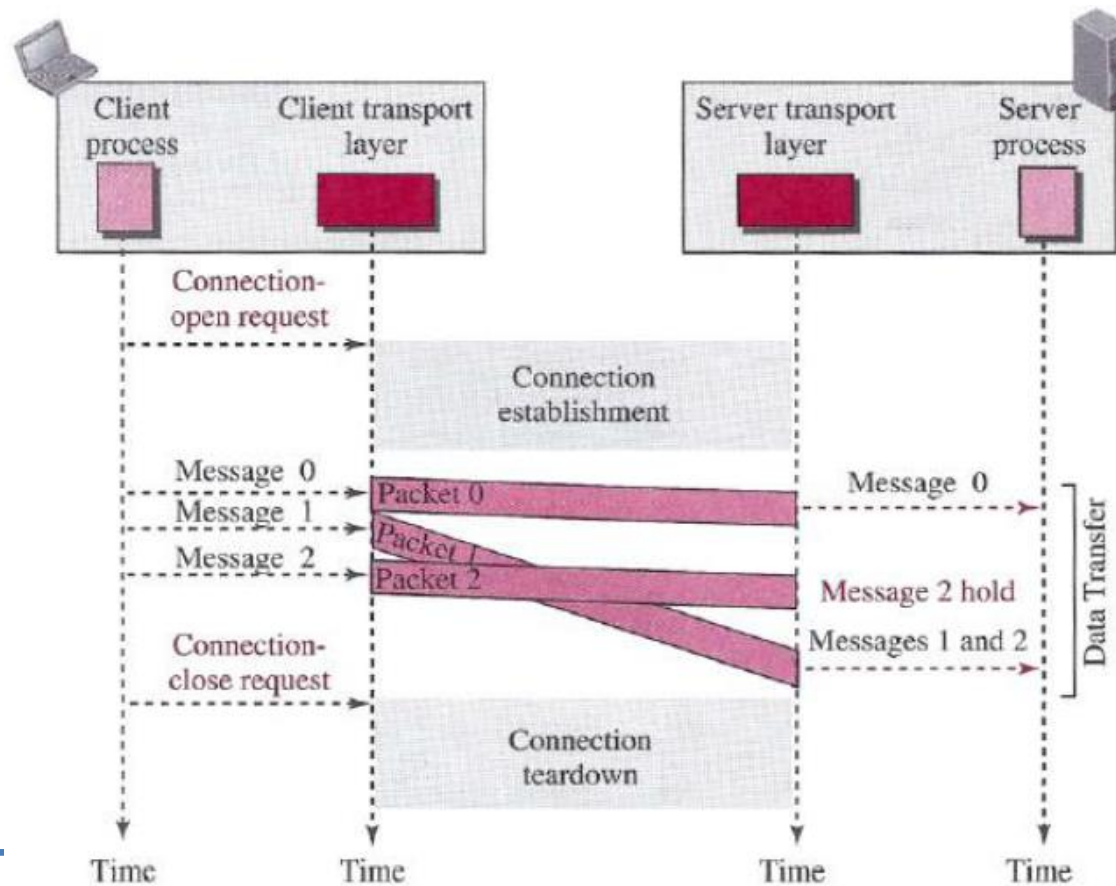 Client
process
Client transport
layer
Server transport
layer
Server
process
Connection-
open request
Connection
establishment
Message 0
Packet 0
Message 0
Message 1
Packet 1
Message 2
Packet 2
Message 2 hold
Messages 1 and 2
Data Transfer
Connection-
close request
Connection
teardown
Time
Time
Time
Time